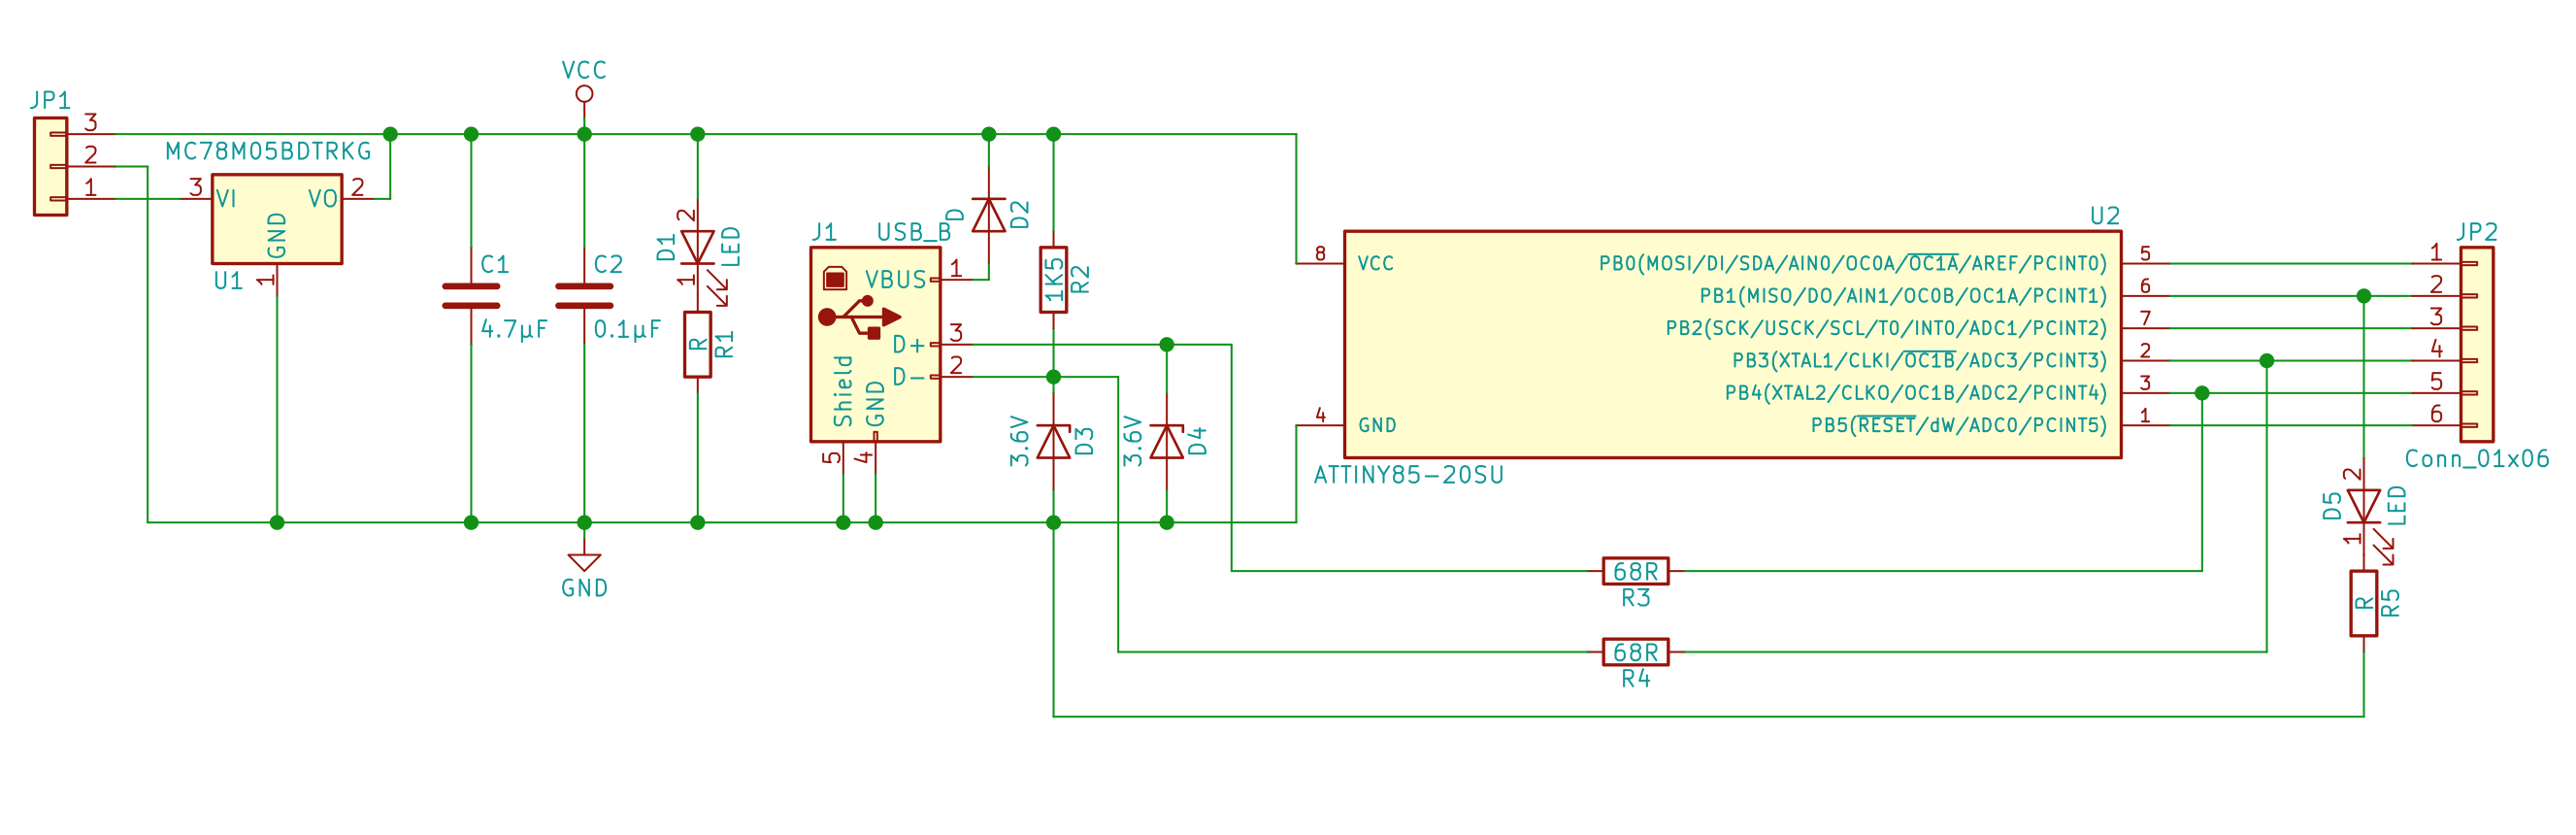 VCC
JP1
3
2
1
MC78M05BDTRKG
3
VI
VO
2
GND
U1
1
C1
4.7µF
C2
0.1µF
D1
2
1
LED
R
R1
J1
USB_B
VBUS
1
D+
3
D-
2
Shield
GND
5
4
D
D2
1K5
R2
3.6V
D3
3.6V
D4
GND
U2
8
VCC
4
GND
PB0(MOSI/DI/SDA/AIN0/OC0A/OC1A/AREF/PCINT0)
5
PB1(MISO/DO/AIN1/OC0B/OC1A/PCINT1)
6
PB2(SCK/USCK/SCL/T0/INT0/ADC1/PCINT2)
7
PB3(XTAL1/CLKI/OC1B/ADC3/PCINT3)
2
PB4(XTAL2/CLKO/OC1B/ADC2/PCINT4)
3
PB5(RESET/dW/ADC0/PCINT5)
1
ATTINY85-20SU
JP2
1
2
3
4
5
6
Conn_01x06
D5
2
1
LED
R
R5
68R
R3
68R
R4